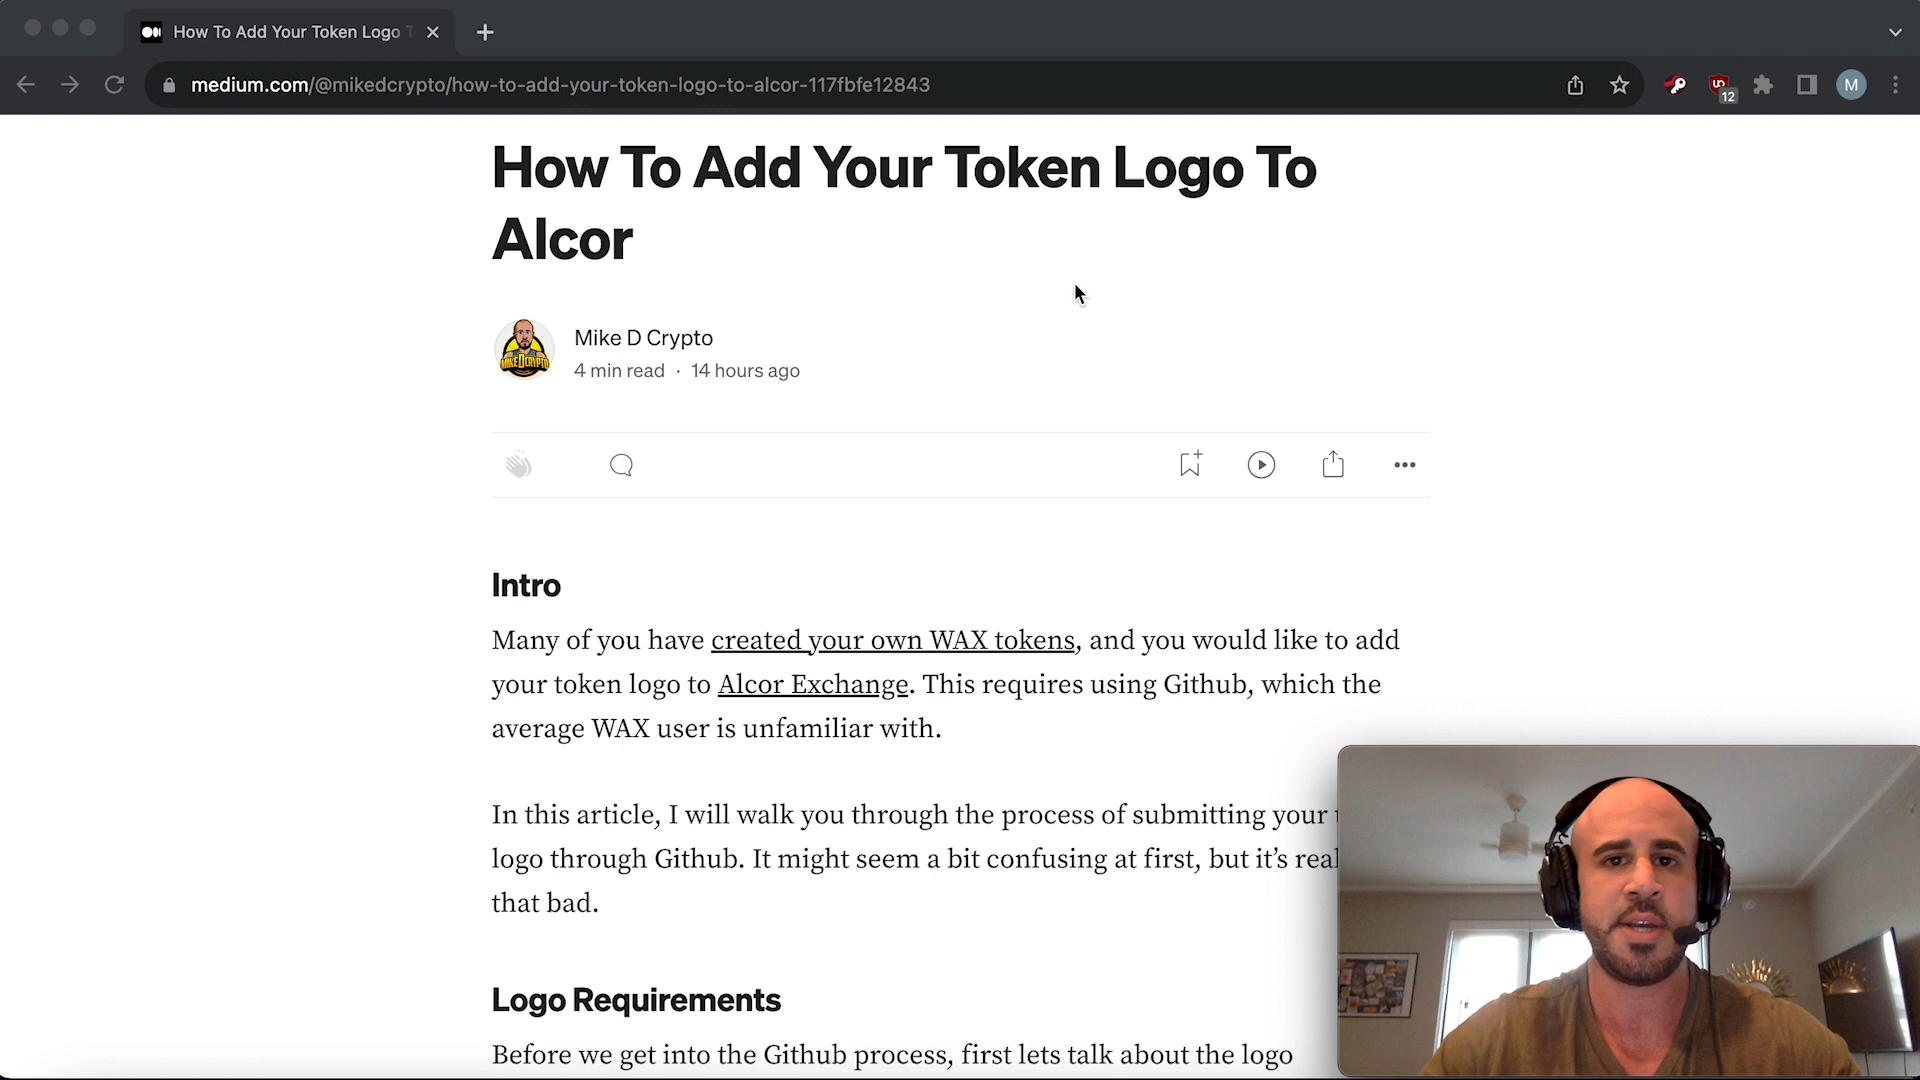 How To Add Your Token Logo T
medium.com/@mikedcrypto/how-to-add-your-token-logo-to-alcor-117fbfe12843
12
M
How To Add Your Token Logo To
Alcor
MIKE D CRYPTO
Mike D Crypto
4 min read · 14 hours ago
Intro
Many of you have created your own WAX tokens, and you would like to add
your token logo to Alcor Exchange. This requires using Github, which the
average WAX user is unfamiliar with.
In this article, I will walk you through the process of submitting your
logo through Github. It might seem a bit confusing at first, but it’s
that bad.
Logo Requirements
Before we get into the Github process, first lets talk about the logo